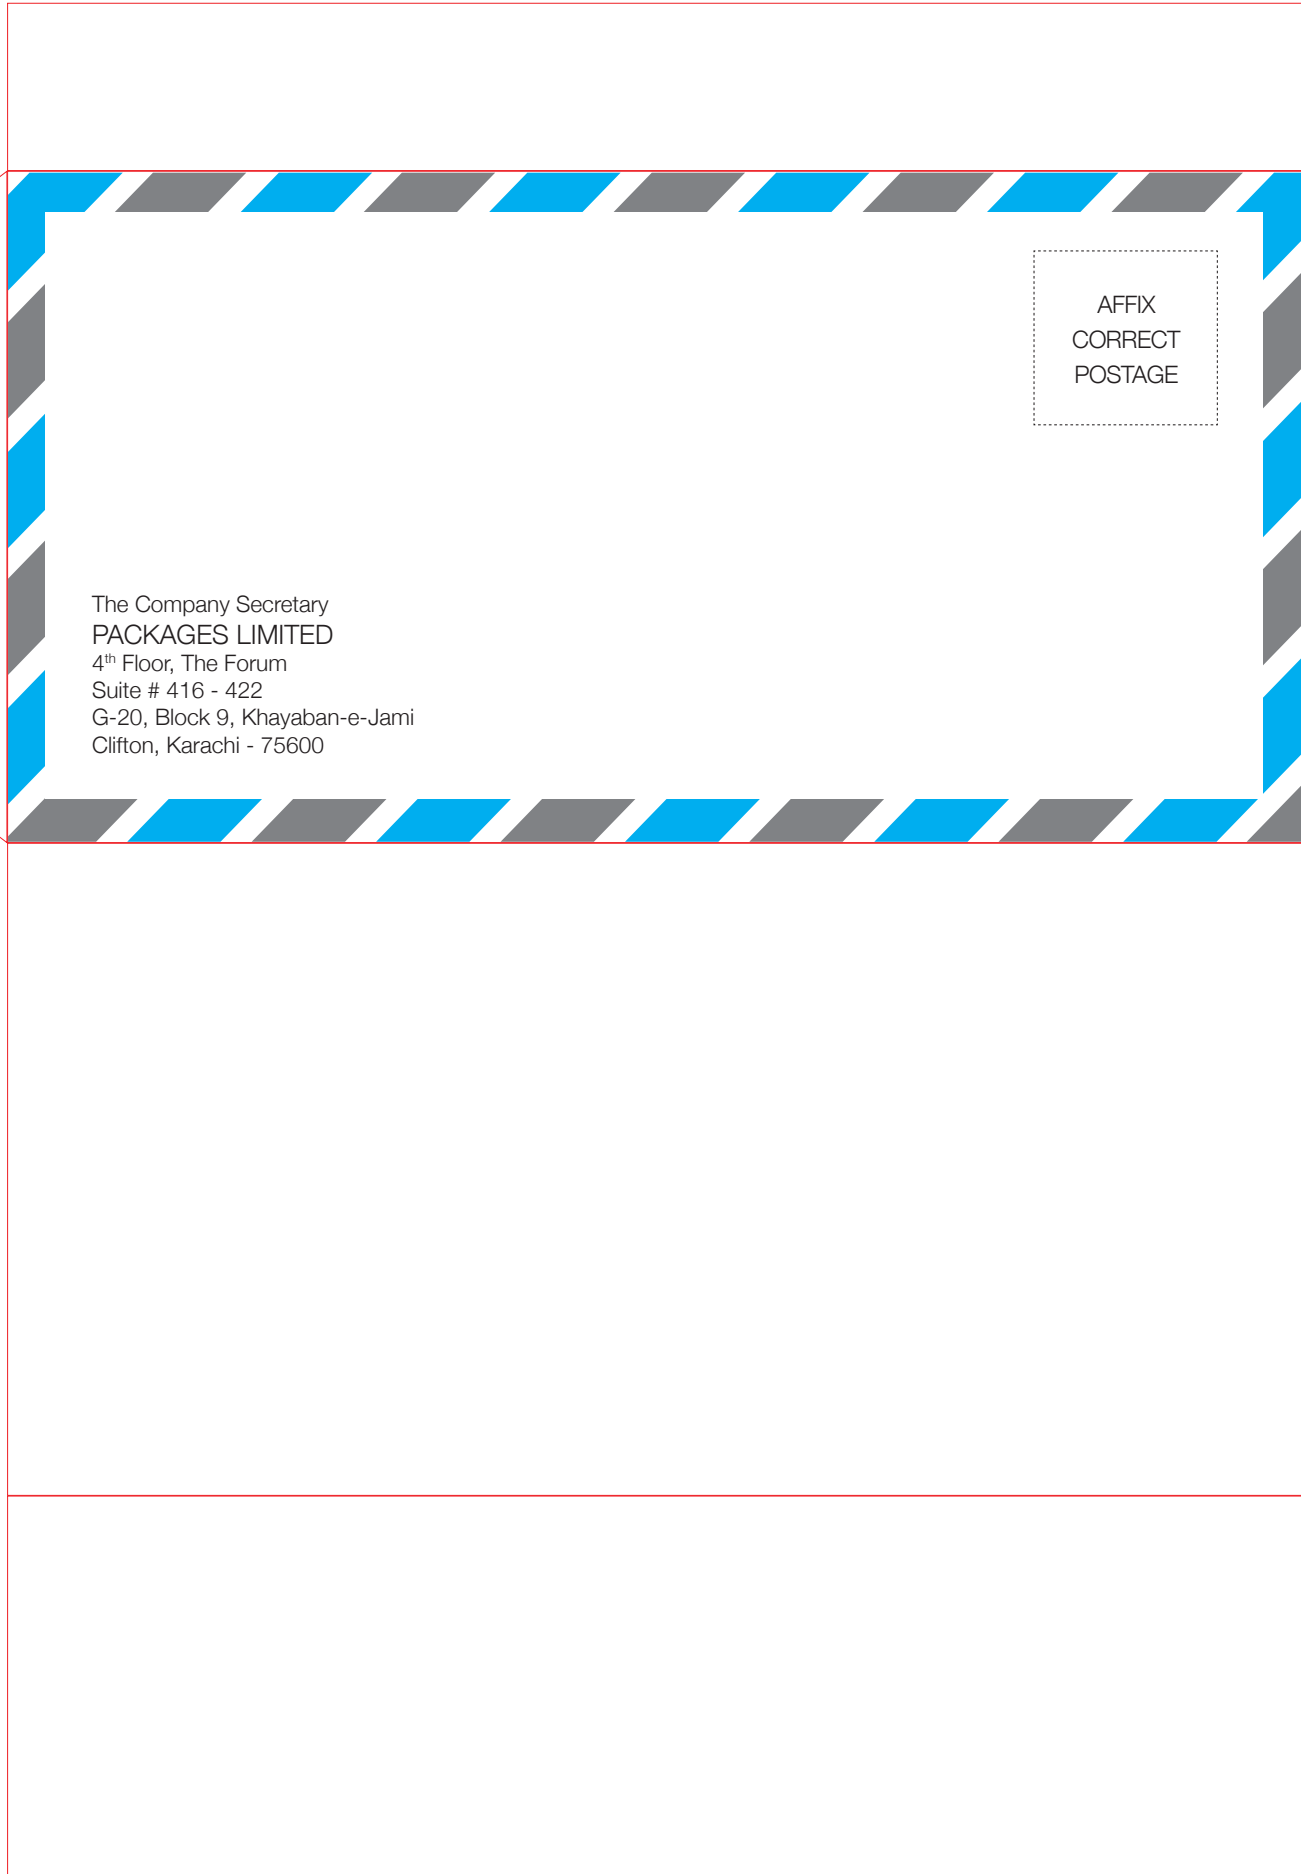 AFFIX
CORRECT
POSTAGE
The Company Secretary
PACKAGES LIMITED
4th Floor, The Forum
Suite # 416 - 422
G-20, Block 9, Khayaban-e-Jami
Clifton, Karachi - 75600